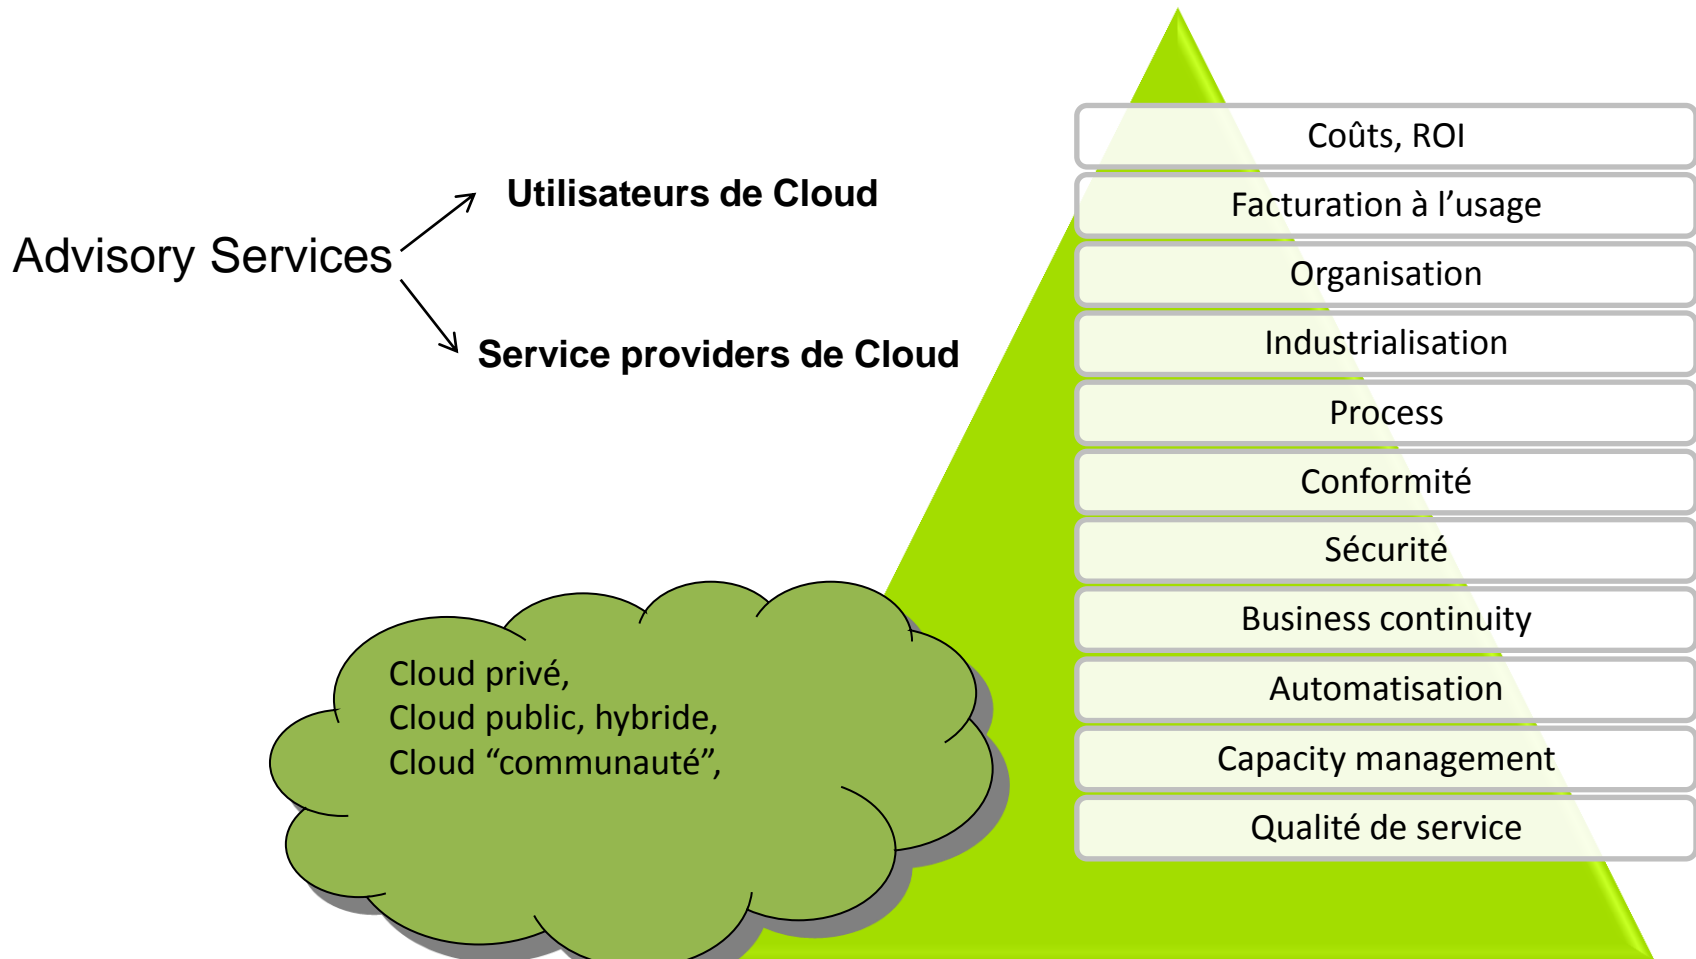 Advisory Services
Utilisateurs de Cloud
Service providers de Cloud
Cloud privé,
Cloud public, hybride,
Cloud “communauté”,
Coûts, ROI
Facturation à l’usage
Organisation
Industrialisation
Process
Conformité
Sécurité
Business continuity
Automatisation
Capacity management
Qualité de service